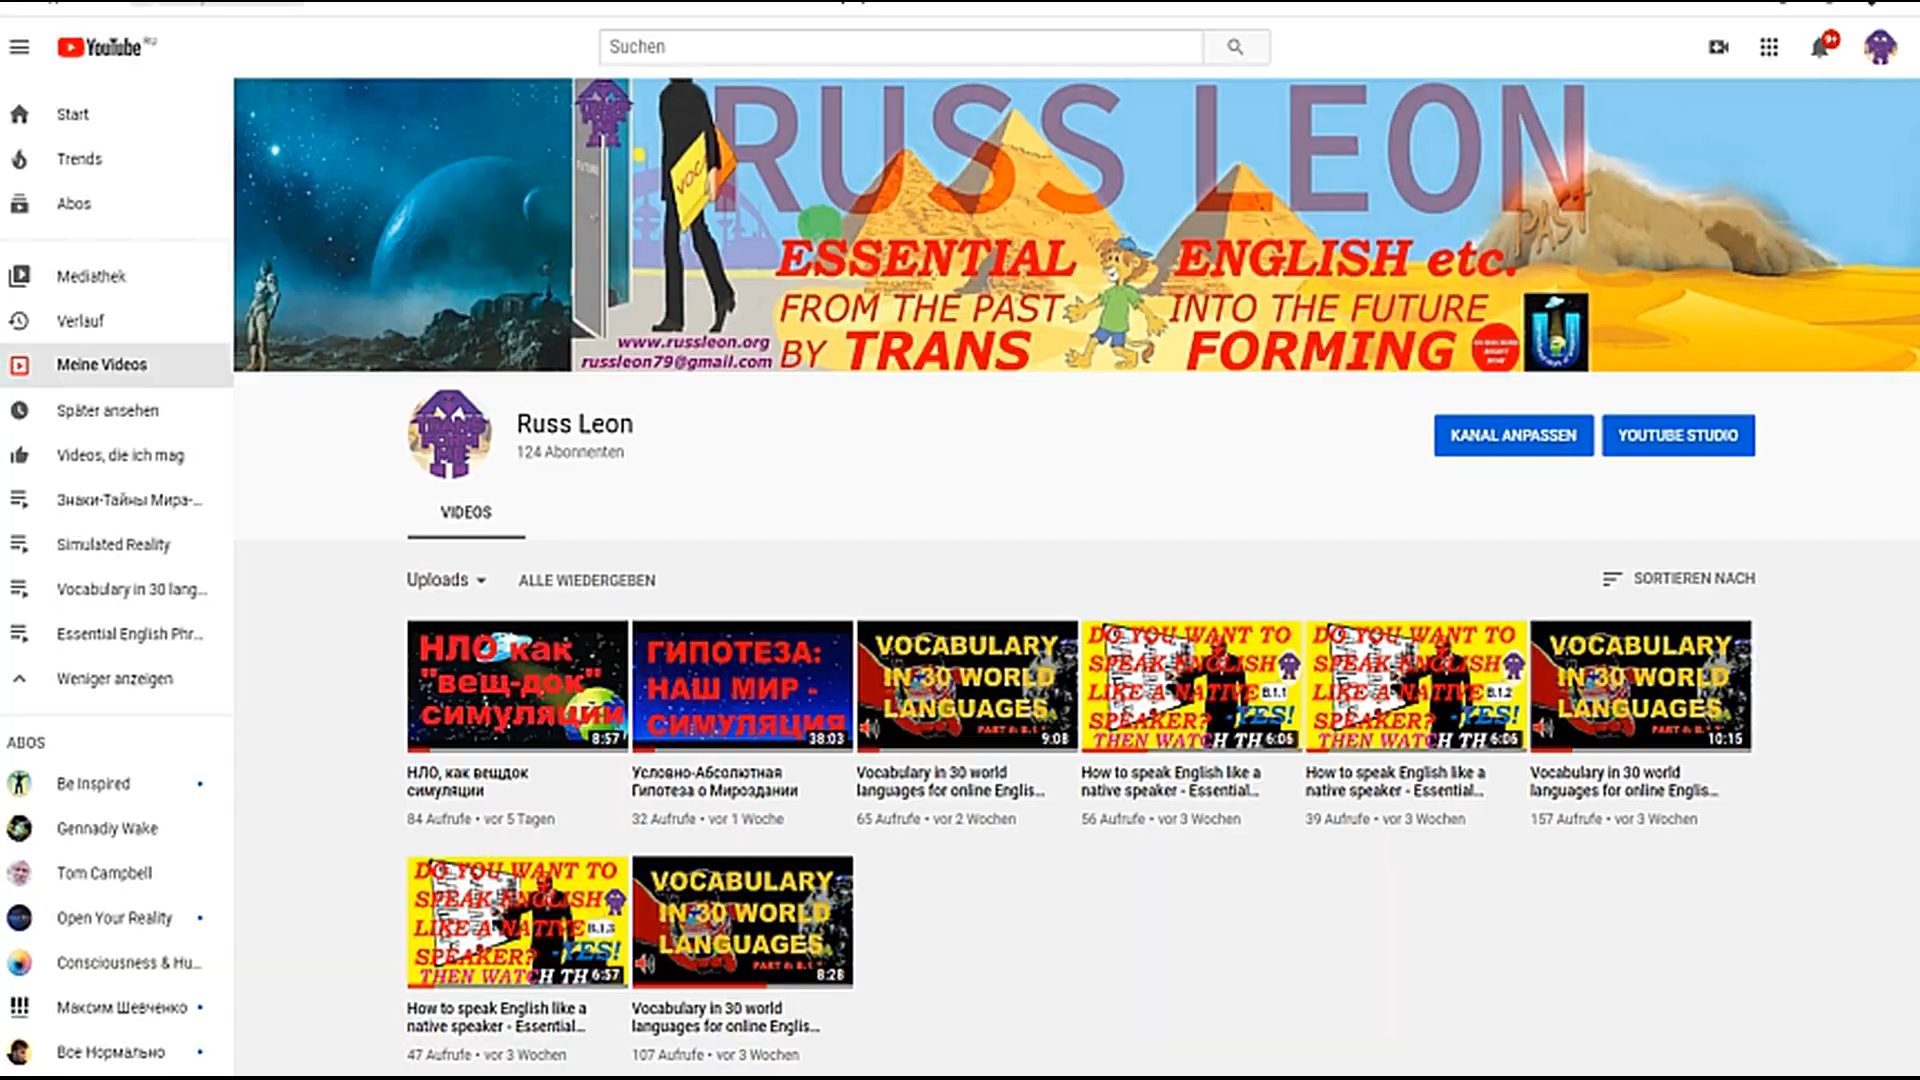 YouTube RU
Suchen
9+
Start
Trends
Abos
Mediathek
Verlauf
Meine Videos
Später ansehen
Videos, die ich mag
Знаки-Тайны Мира-...
Simulated Reality
Vocabulary in 30 lang...
Essential English Phr...
Weniger anzeigen
ABOS
Be Inspired
Gennadiy Wake
Tom Campbell
Open Your Reality
Consciousness & Hu...
Максим Шевченко
Все Нормально
RUSS LEON
FUTURE
VOCA
PAST
ESSENTIAL ENGLISH etc.
FROM THE PAST INTO THE FUTURE
BY TRANS FORMING
www.russleon.org
russleon79@gmail.com
Russ Leon
124 Abonnenten
KANAL ANPASSEN
YOUTUBE STUDIO
VIDEOS
Uploads
ALLE WIEDERGEBEN
SORTIEREN NACH
НЛО как
"вещ-док"
симуляции
8:57
НЛО, как вещдок
симуляции
84 Aufrufe • vor 5 Tagen
ГИПОТЕЗА:
НАШ МИР -
СИМУЛЯЦИЯ
38:03
Условно-Абсолютная
Гипотеза о Мироздании
32 Aufrufe • vor 1 Woche
VOCABULARY
IN 30 WORLD
LANGUAGES
9:08
Vocabulary in 30 world
languages for online Englis...
65 Aufrufe • vor 2 Wochen
DO YOU WANT TO
SPEAK ENGLISH
LIKE A NATIVE B.1.1
SPEAKER? -YES!
THEN WATCH TH 6:06
How to speak English like a
native speaker - Essential...
56 Aufrufe • vor 3 Wochen
DO YOU WANT TO
SPEAK ENGLISH
LIKE A NATIVE B.1.2
SPEAKER? -YES!
THEN WATCH TH 6:06
How to speak English like a
native speaker - Essential...
39 Aufrufe • vor 3 Wochen
VOCABULARY
IN 30 WORLD
LANGUAGES
10:15
Vocabulary in 30 world
languages for online Englis...
157 Aufrufe • vor 3 Wochen
DO YOU WANT TO
SPEAK ENGLISH
LIKE A NATIVE B.1.3
SPEAKER? -YES!
THEN WATCH TH 6:57
How to speak English like a
native speaker - Essential...
47 Aufrufe • vor 3 Wochen
VOCABULARY
IN 30 WORLD
LANGUAGES
8:28
Vocabulary in 30 world
languages for online Englis...
107 Aufrufe • vor 3 Wochen